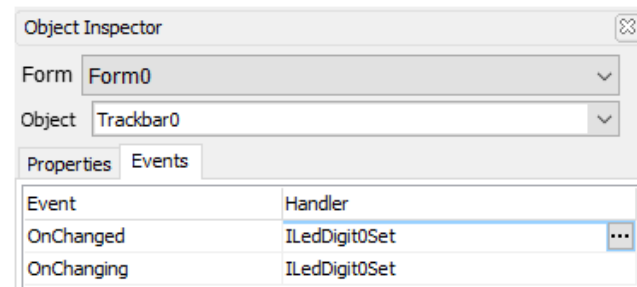 Object Inspector
Form Form0
Object Trackbar0
Properties Events
Event Handler
OnChanged ILedDigit0Set ...
OnChanging ILedDigit0Set